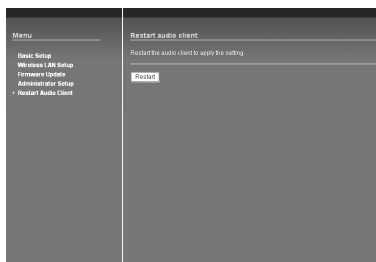 Menu
Basic Setup
Wireless LAN Setup
Firmware Update
Administrator Setup
Restart Audio Client
Restart audio client
Restart the audio client to apply the setting.
Restart